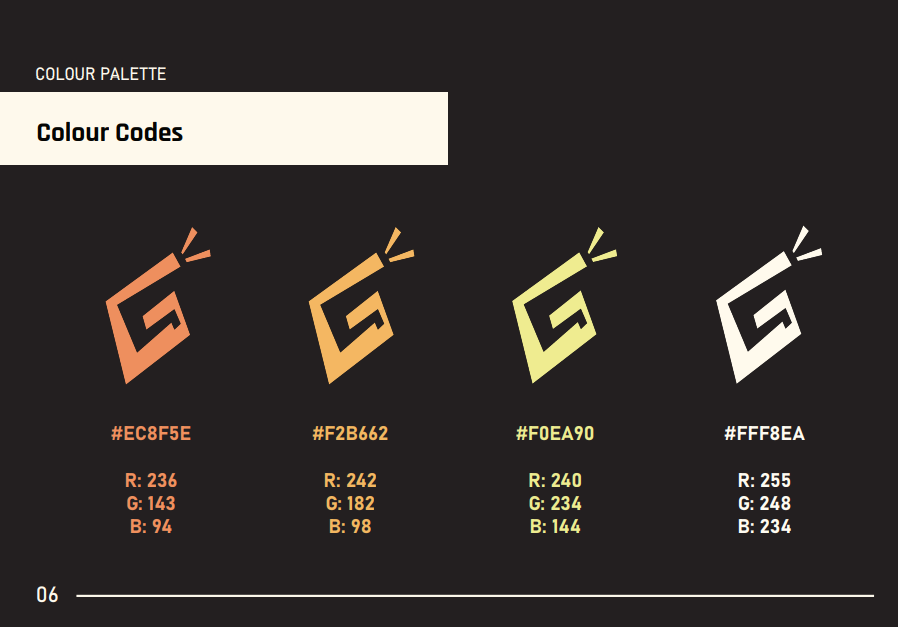 COLOUR PALETTE
Colour Codes
#EC8F5E
R: 236
G: 143
B: 94
#F2B662
R: 242
G: 182
B: 98
#F0EA90
R: 240
G: 234
B: 144
#FFF8EA
R: 255
G: 248
B: 234
06